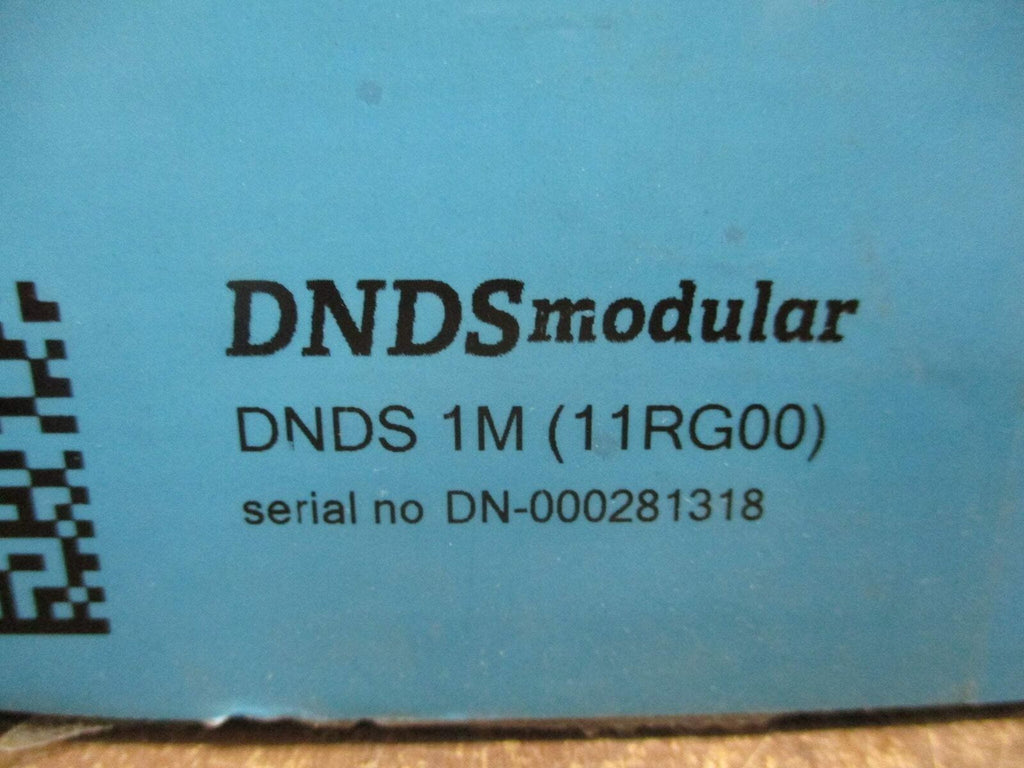 DNDSmodular
DNDS 1M (11RG00)
serial no DN-000281318